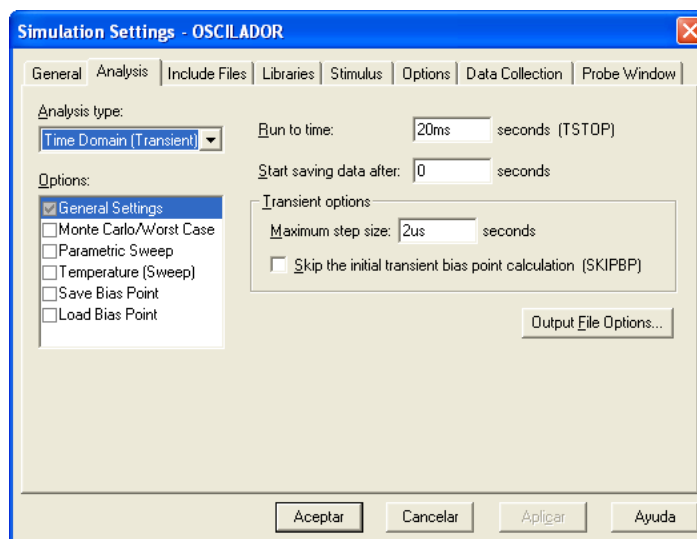 Simulation Settings - OSCILADOR
General Analysis Include Files Libraries Stimulus Options Data Collection Probe Window
Analysis type:
Time Domain (Transient)
Options:
General Settings
Monte Carlo/Worst Case
Parametric Sweep
Temperature (Sweep)
Save Bias Point
Load Bias Point
Run to time: 20ms seconds (TSTOP)
Start saving data after: 0 seconds
Transient options
Maximum step size: 2us seconds
Skip the initial transient bias point calculation (SKIPBP)
Output File Options...
Aceptar Cancelar Aplicar Ayuda